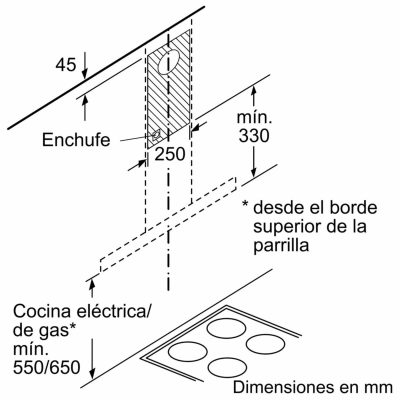 45
Enchufe
250
mín.
330
* desde el borde
superior de la
parrilla
Cocina eléctrica/
de gas*
mín.
550/650
Dimensiones en mm